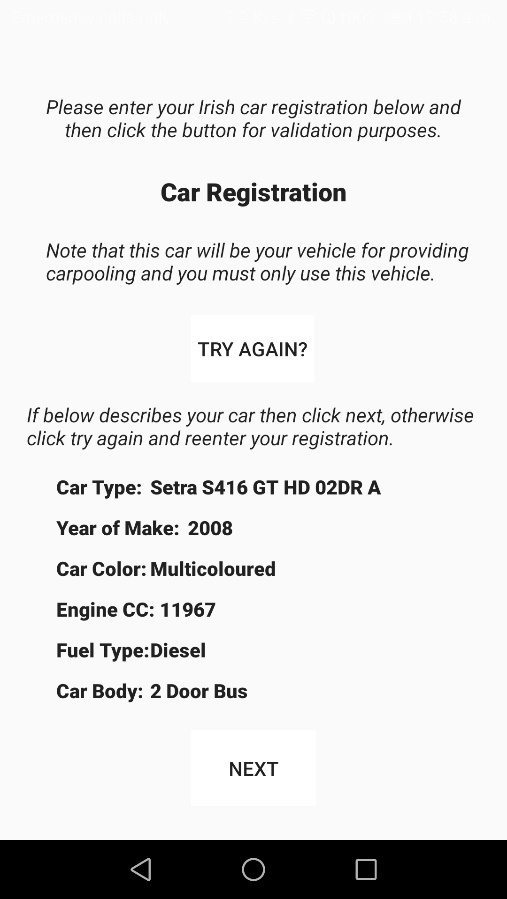 Please enter your Irish car registration below and
then click the button for validation purposes.
Car Registration
Note that this car will be your vehicle for providing
carpooling and you must only use this vehicle.
TRY AGAIN?
If below describes your car then click next, otherwise
click try again and reenter your registration.
Car Type: Setra S416 GT HD 02DR A
Year of Make: 2008
Car Color: Multicoloured
Engine CC: 11967
Fuel Type:Diesel
Car Body: 2 Door Bus
NEXT